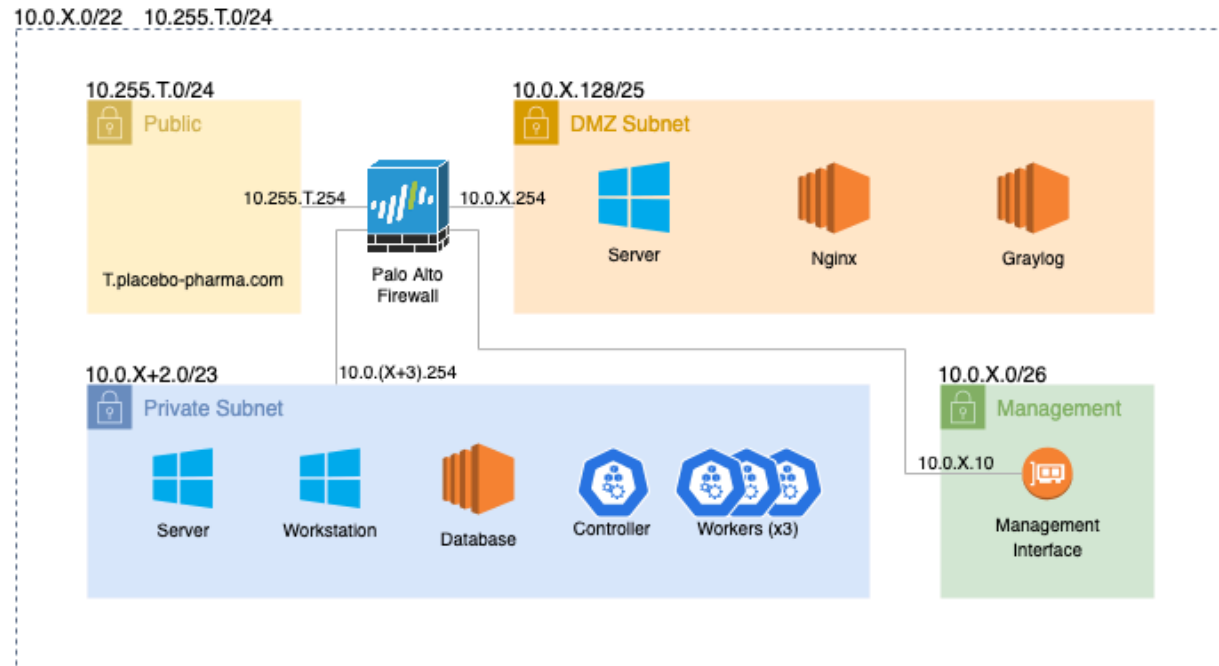 10.0.X.0/22 10.255.T.0/24
10.255.T.0/24
Public
10.255.T.254
T.placebo-pharma.com
Palo Alto
Firewall
10.0.X.254
10.0.X.128/25
DMZ Subnet
Server
Nginx
Graylog
10.0.X+2.0/23
10.0.(X+3).254
Private Subnet
Server
Workstation
Database
Controller
Workers (x3)
10.0.X.0/26
Management
10.0.X.10
Management
Interface